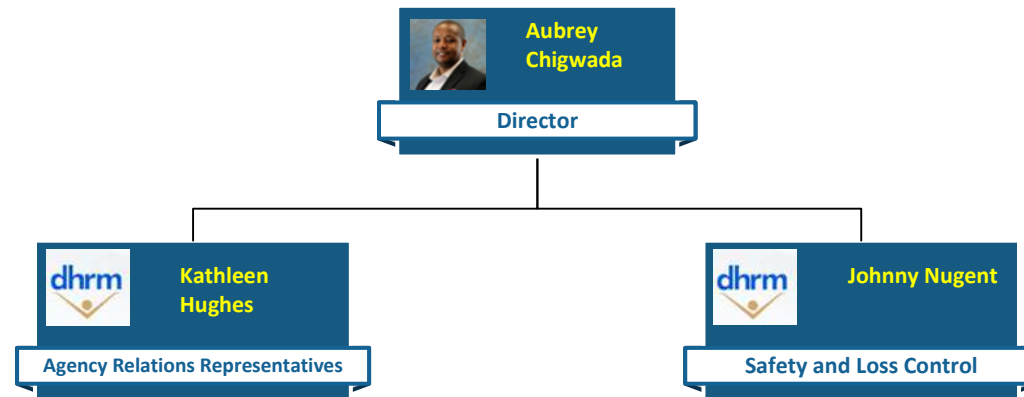 Aubrey
Chigwada
Director
dhrm
Kathleen
Hughes
Agency Relations Representatives
dhrm
Johnny Nugent
Safety and Loss Control